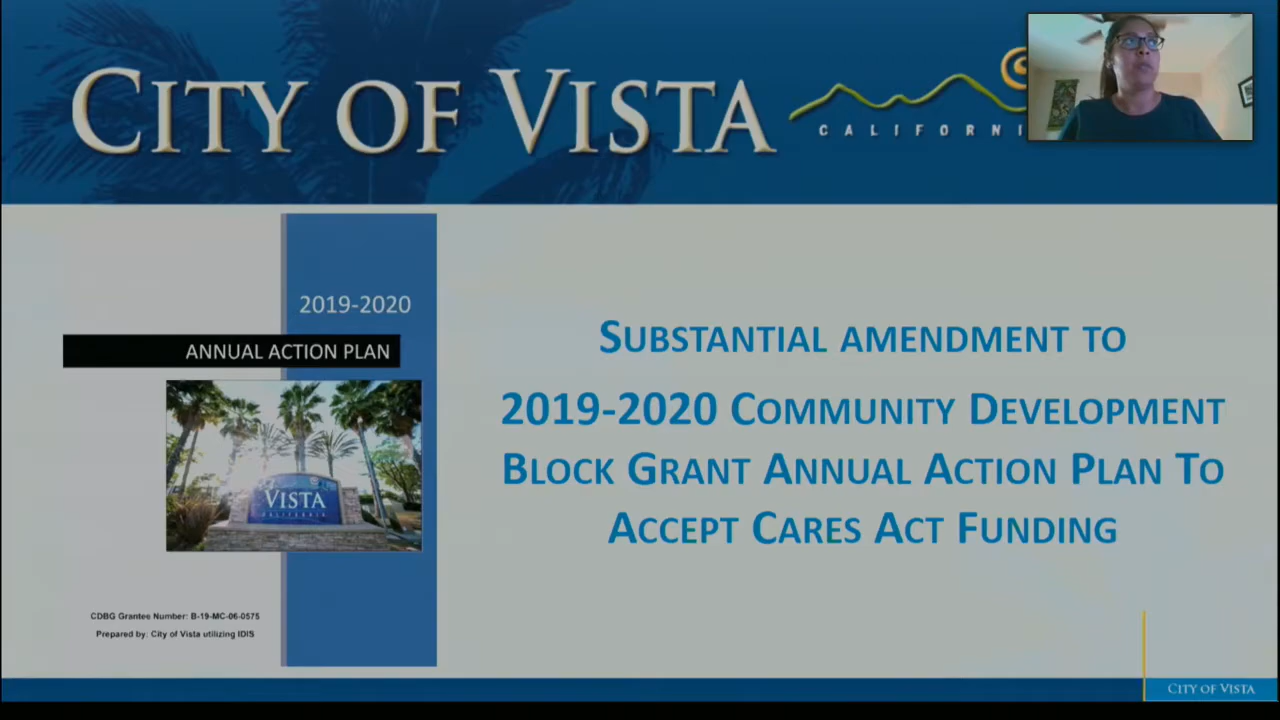 CITY OF VISTA
CALIFORNI
2019-2020
ANNUAL ACTION PLAN
VISTA
CALIFORNIA
CDBG Grantee Number: B-19-MC-06-0575
Prepared by: City of Vista utilizing IDIS
SUBSTANTIAL AMENDMENT TO
2019-2020 COMMUNITY DEVELOPMENT
BLOCK GRANT ANNUAL ACTION PLAN TO
ACCEPT CARES ACT FUNDING
CITY OF VISTA